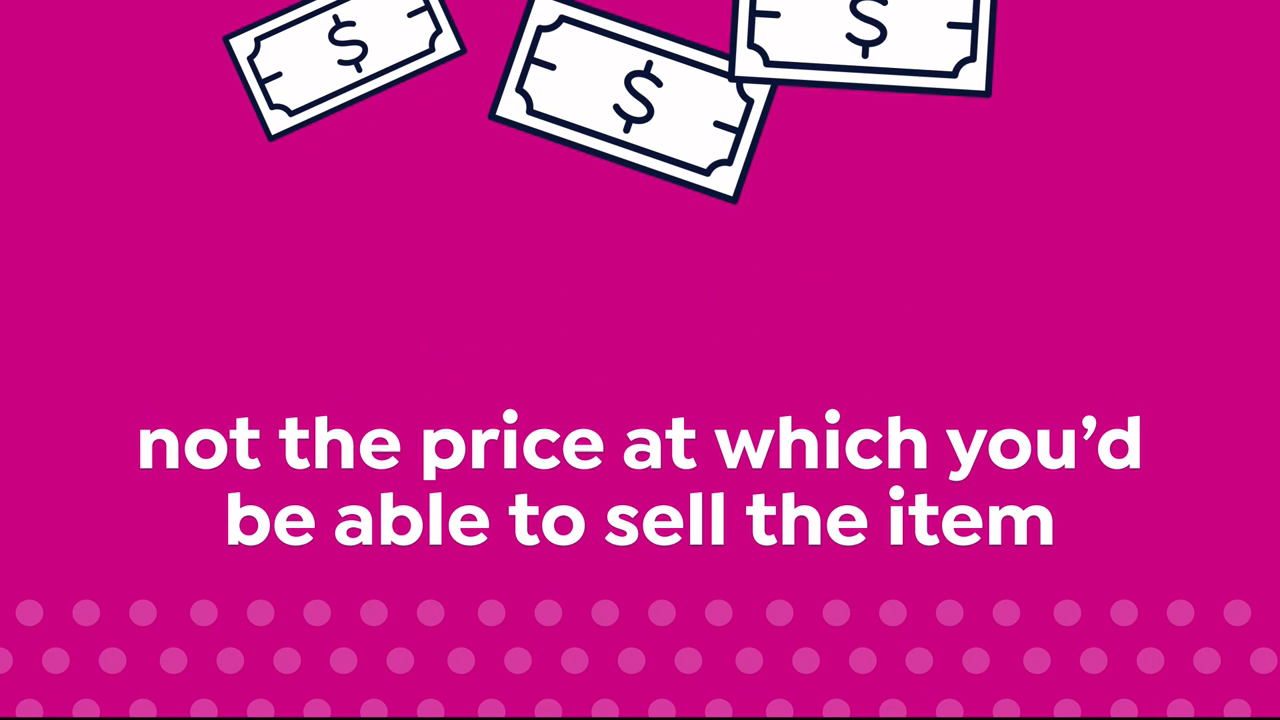 $
$
$
not the price at which you’d
be able to sell the item